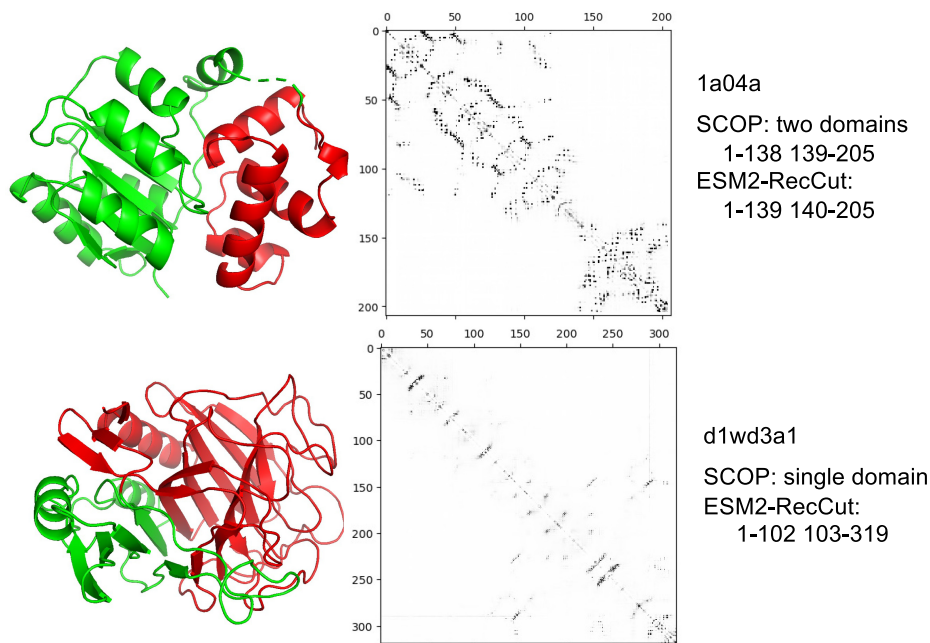 0 50 100 150 200
0
50
100
150
200
1a04a
SCOP: two domains
1-138 139-205
ESM2-RecCut:
1-139 140-205
0 50 100 150 200 250 300
0
50
100
150
200
250
300
d1wd3a1
SCOP: single domain
ESM2-RecCut:
1-102 103-319